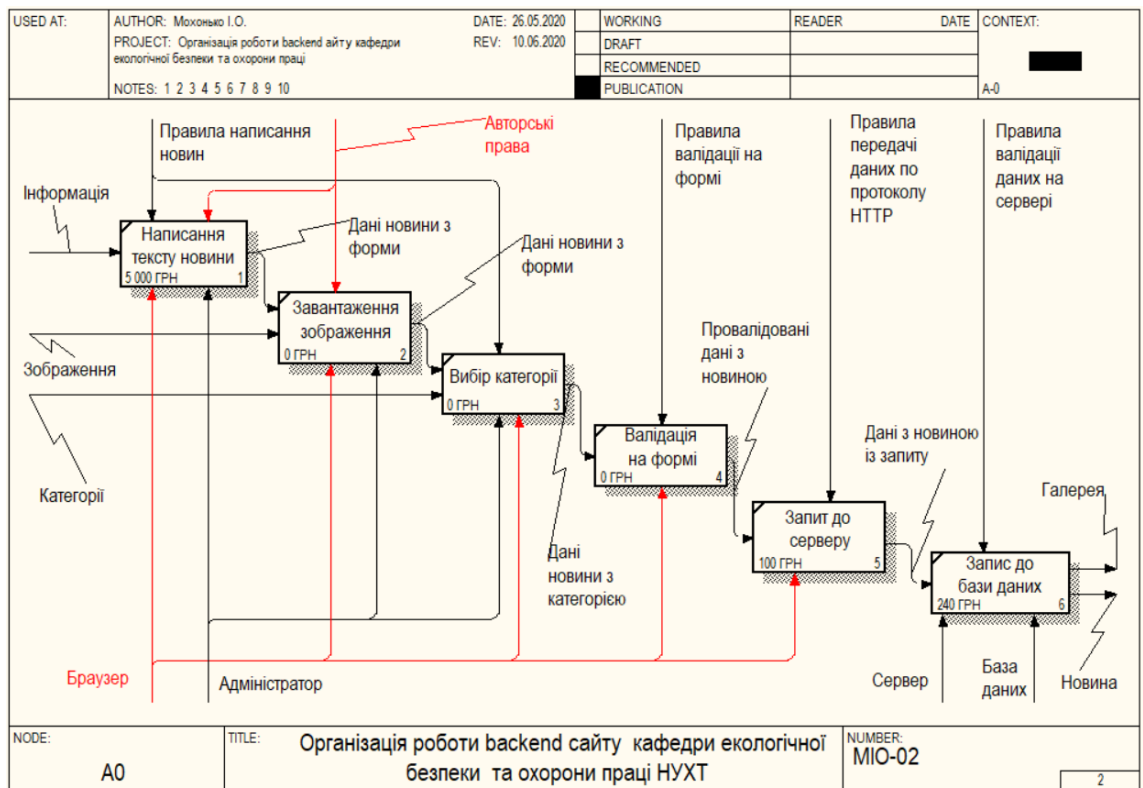 USED AT:
AUTHOR: Мохонько І.О.
DATE: 26.05.2020
PROJECT: Організація роботи backend айту кафедри
екологічної безпеки та охорони праці
REV: 10.06.2020
NOTES: 1 2 3 4 5 6 7 8 9 10
WORKING
DRAFT
RECOMMENDED
PUBLICATION
READER
DATE
CONTEXT:
A-0
Правила написання
новин
Авторські
права
Правила
валідації на
формі
Правила
передачі
даних по
протоколу
HTTP
Правила
валідації
даних на
сервері
Інформація
Написання
тексту новини
5 000 ГРН 1
Дані новини з
форми
Дані новини з
форми
Завантаження
зображення
0 ГРН 2
Зображення
Вибір категорії
0 ГРН 3
Провалідовані
дані з
новиною
Категорії
Валідація
на формі
0 ГРН 4
Дані з новиною
із запиту
Галерея
Запит до
серверу
100 ГРН 5
Дані
новини з
категорією
Запис до
бази даних
240 ГРН 6
Браузер
Адміністратор
Сервер
База
даних
Новина
NODE:
A0
TITLE:
Організація роботи backend сайту кафедри екологічної
безпеки та охорони праці НУХТ
NUMBER:
МІО-02
2